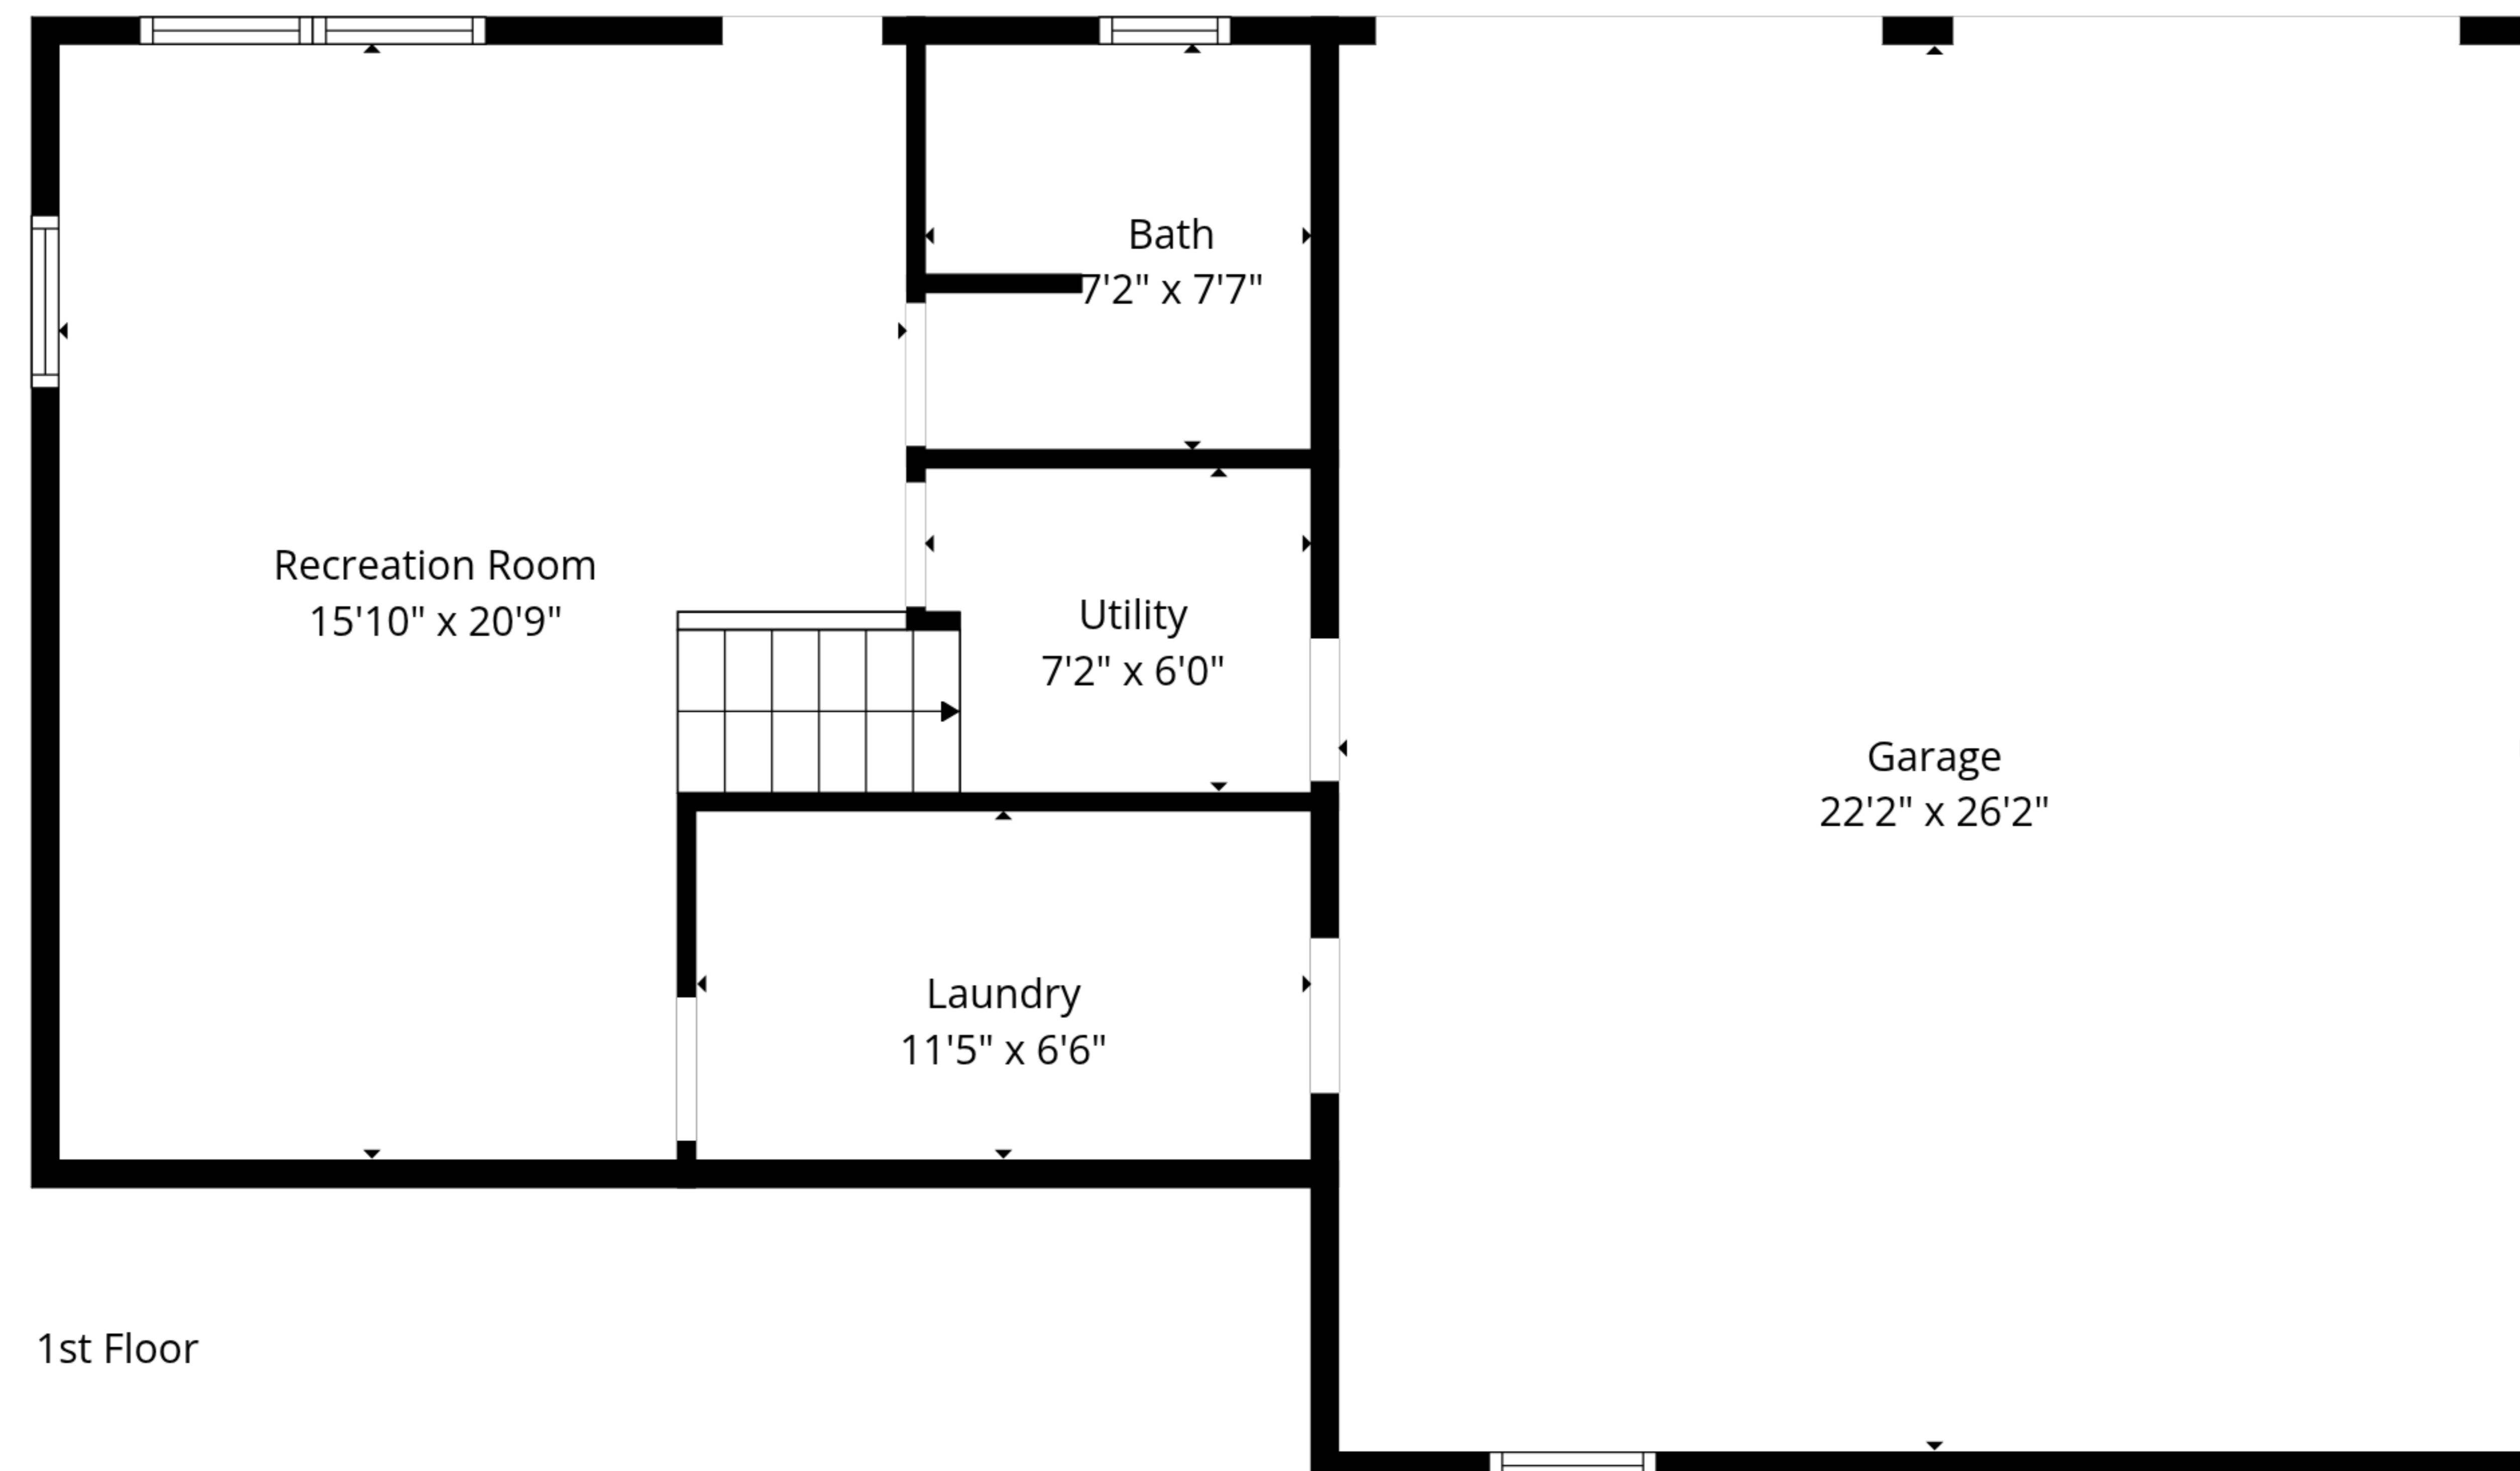 Bath
7'2" x 7'7"
Recreation Room
15'10" x 20'9"
Utility
7'2" x 6'0"
Garage
22'2" x 26'2"
Laundry
11'5" x 6'6"
1st Floor